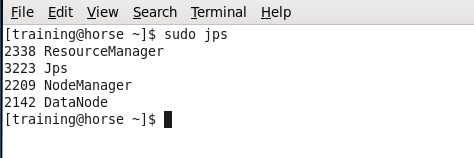 File Edit View Search Terminal Help
[training@horse ~]$ sudo jps
2338 ResourceManager
3223 Jps
2209 NodeManager
2142 DataNode
[training@horse ~]$